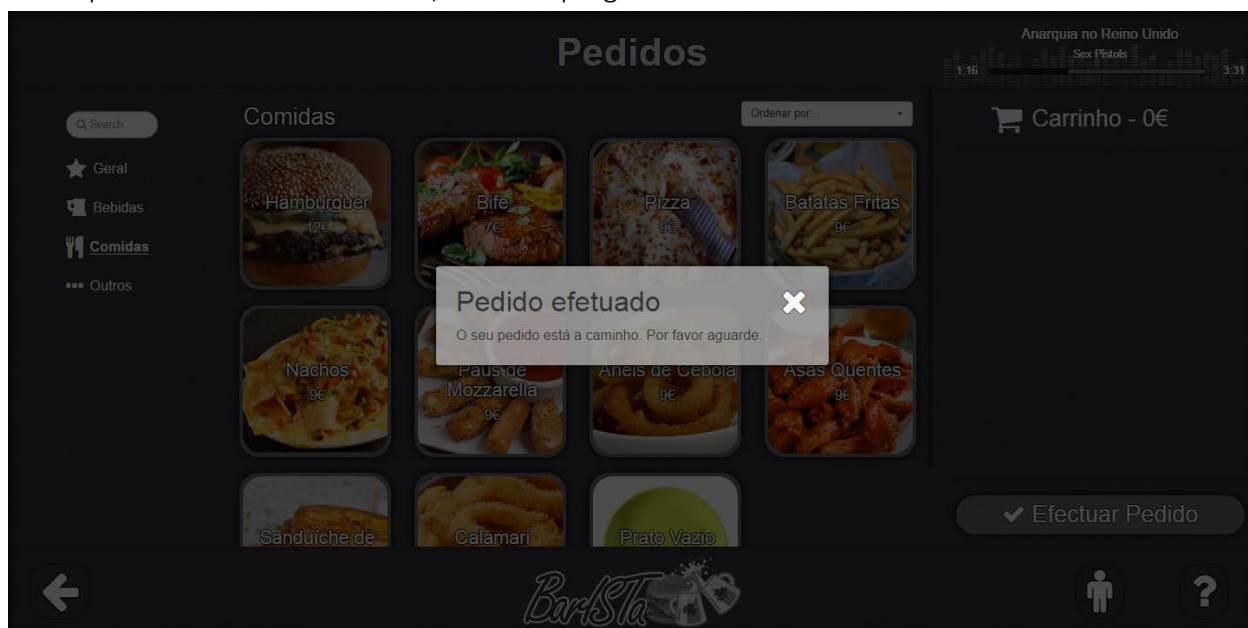 Pedidos
Anarquia no Reino Unido
Sex Pistols
1:16
3:31
Search
Geral
Bebidas
Comidas
Outros
Comidas
Ordenar por...
Hamburguer
12€
Bife
7€
Pizza
9€
Batatas Fritas
9€
Nachos
9€
Paus de
Mozzarella
9€
Anéis de Cebola
9€
Asas Quentes
9€
Sanduíche de
Calamari
Prato Vazio
Pedido efetuado
O seu pedido está a caminho. Por favor aguarde.
Carrinho - 0€
Efectuar Pedido
BarISTa
?